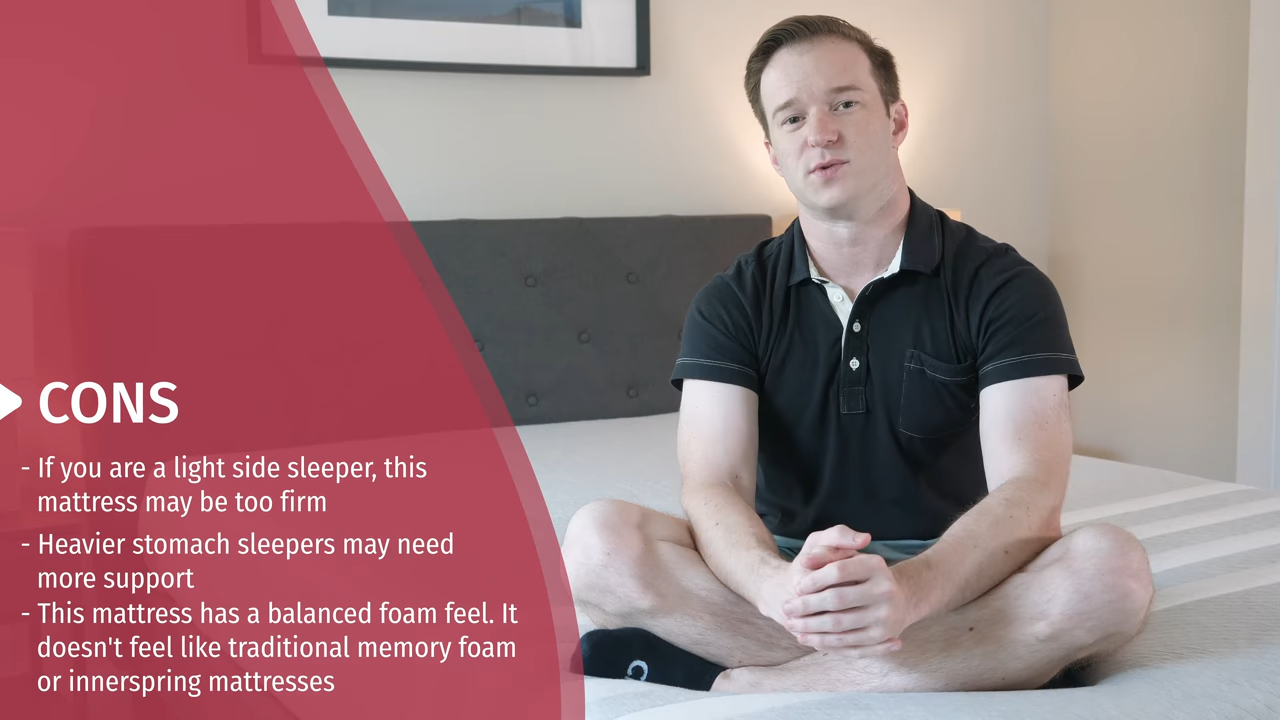 CONS
- If you are a light side sleeper, this
mattress may be too firm
- Heavier stomach sleepers may need
more support
- This mattress has a balanced foam feel. It
doesn't feel like traditional memory foam
or innerspring mattresses